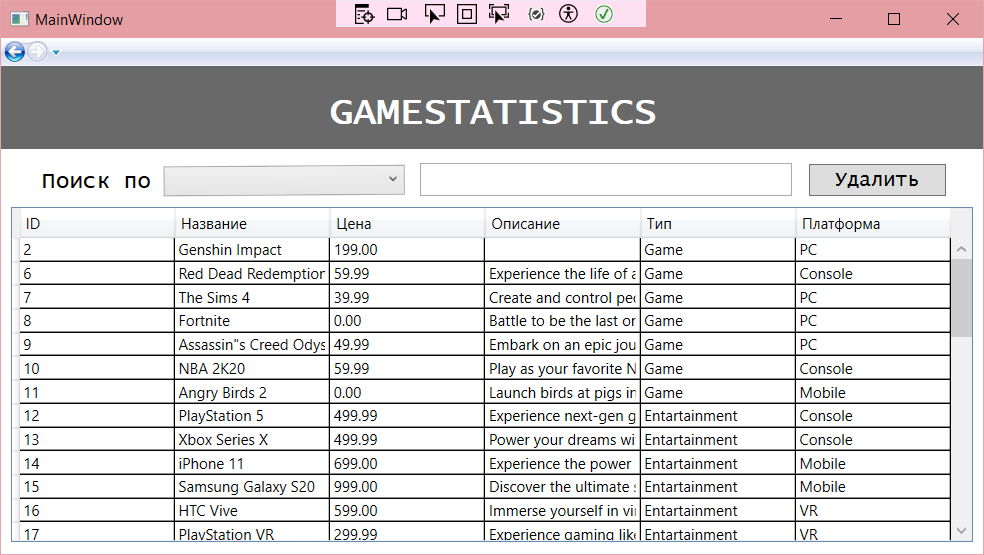 MainWindow
GAMESTATISTICS
Поиск по Удалить
ID Название Цена Описание Тип Платформа
2 Genshin Impact 199.00 Game PC
6 Red Dead Redemption 59.99 Experience the life of a Game Console
7 The Sims 4 39.99 Create and control peo Game PC
8 Fortnite 0.00 Battle to be the last on Game PC
9 Assassin"s Creed Odys 49.99 Embark on an epic jou Game PC
10 NBA 2K20 59.99 Play as your favorite N Game Console
11 Angry Birds 2 0.00 Launch birds at pigs in Game Mobile
12 PlayStation 5 499.99 Experience next-gen g Entartainment Console
13 Xbox Series X 499.99 Power your dreams wi Entartainment Console
14 iPhone 11 699.00 Experience the power Entartainment Mobile
15 Samsung Galaxy S20 999.00 Discover the ultimate s Entartainment Mobile
16 HTC Vive 599.00 Immerse yourself in vir Entartainment VR
17 PlayStation VR 299.99 Experience gaming like Entartainment VR